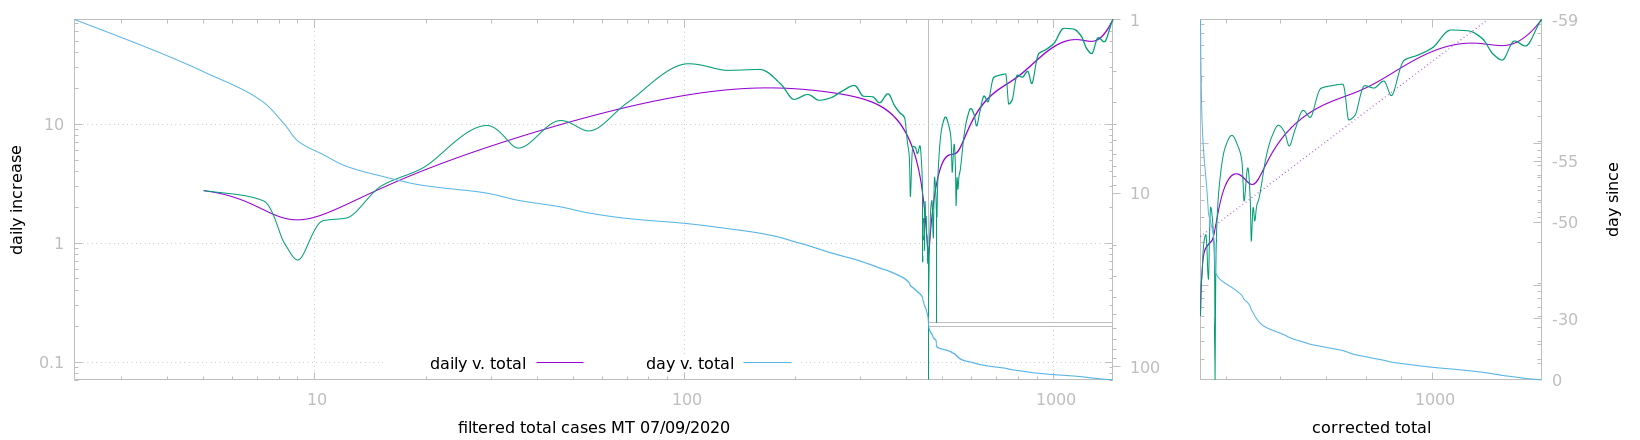 daily increase
10
1
0.1
daily v. total
day v. total
10
100
1000
filtered total cases MT 07/09/2020
1
10
100
-59
-55
-50
-30
0
day since
1000
corrected total